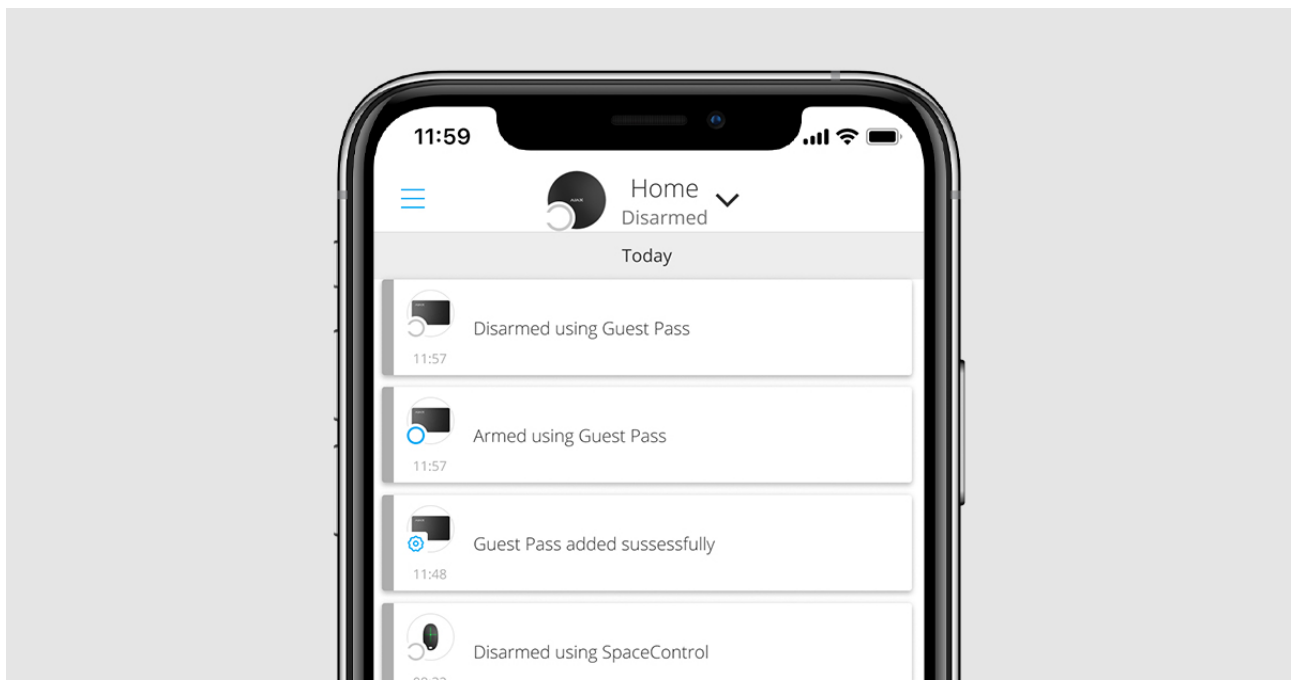 11:59
Home
Disarmed
Today
Disarmed using Guest Pass
11:57
Armed using Guest Pass
11:57
Guest Pass added sussessfully
11:48
Disarmed using SpaceControl